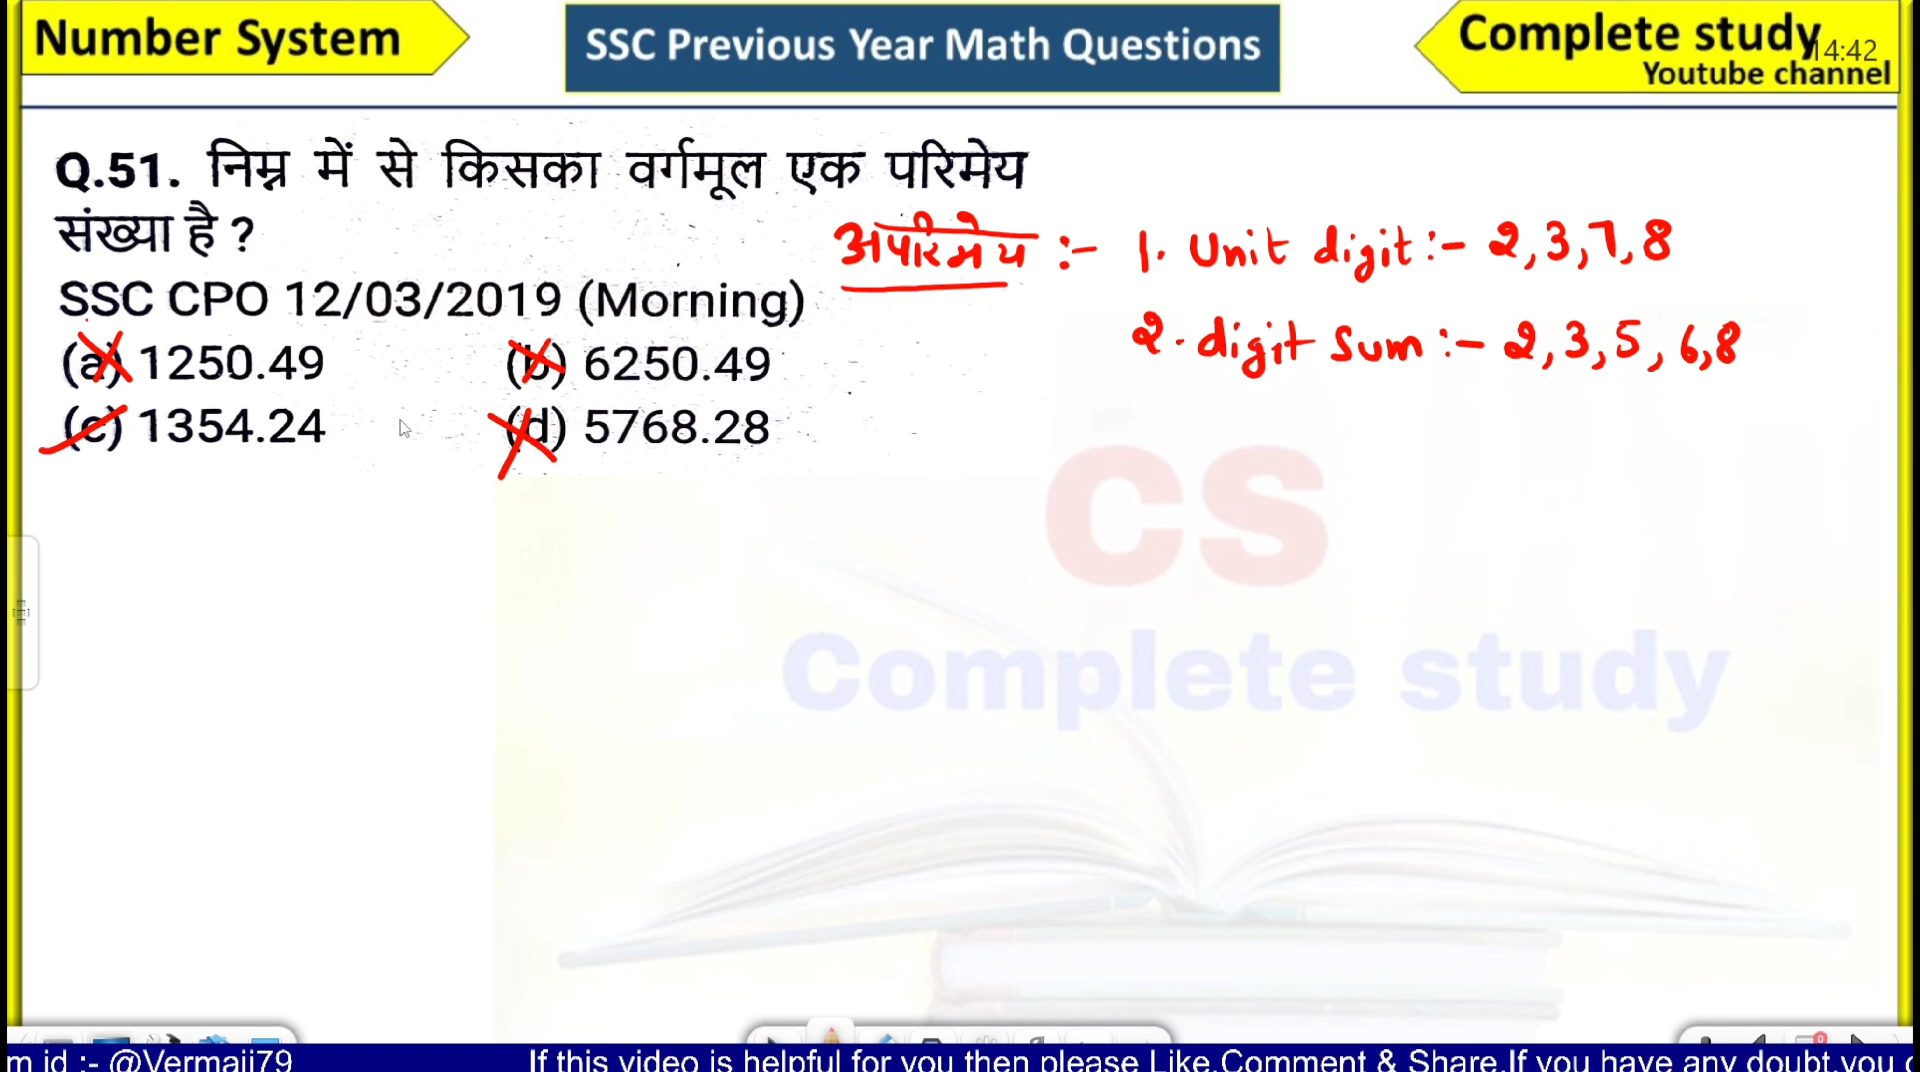 Number System
SSC Previous Year Math Questions
Complete study
14:42
Youtube channel
Q.51. निम्न में से किसका वर्गमूल एक परिमेय
संख्या है ?
SSC CPO 12/03/2019 (Morning)
(a) 1250.49 (b) 6250.49
(c) 1354.24 (d) 5768.28
अपरिमेय :- 1. Unit digit :- 2,3,7,8
2. digit sum :- 2,3,5,6,8
CS
Complete study
m id :- @Vermaji79 If this video is helpful for you then please Like,Comment & Share.If you have any doubt,you